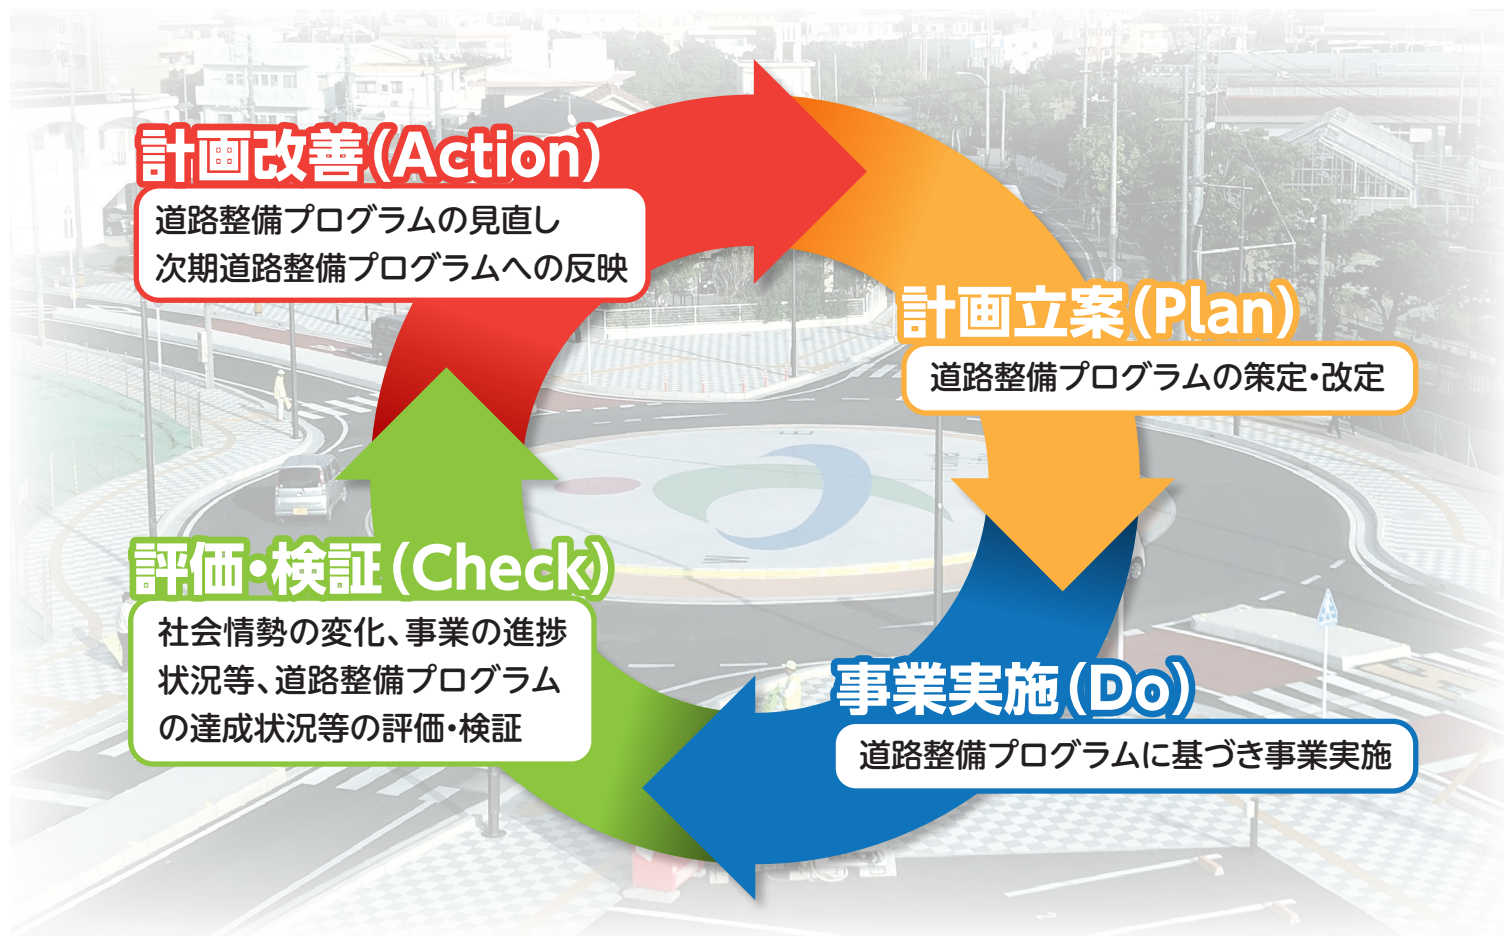 計画改善(Action)
道路整備プログラムの見直し
次期道路整備プログラムへの反映
計画立案(Plan)
道路整備プログラムの策定・改定
評価・検証(Check)
社会情勢の変化、事業の進捗
状況等、道路整備プログラム
の達成状況等の評価・検証
事業実施(Do)
道路整備プログラムに基づき事業実施